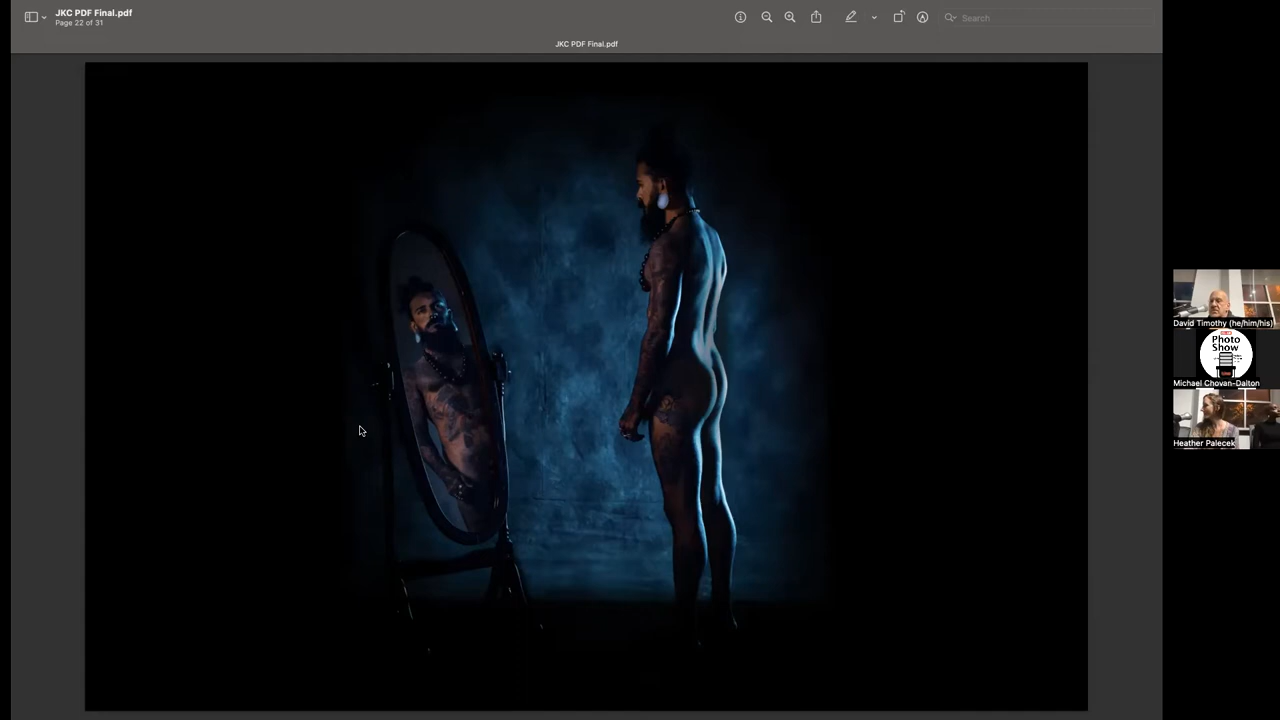 JKC PDF Final.pdf
Page 22 of 31
Search
JKC PDF Final.pdf
David Timothy (he/him/his)
Photo
Show
Michael Chovan-Dalton
Heather Palecek